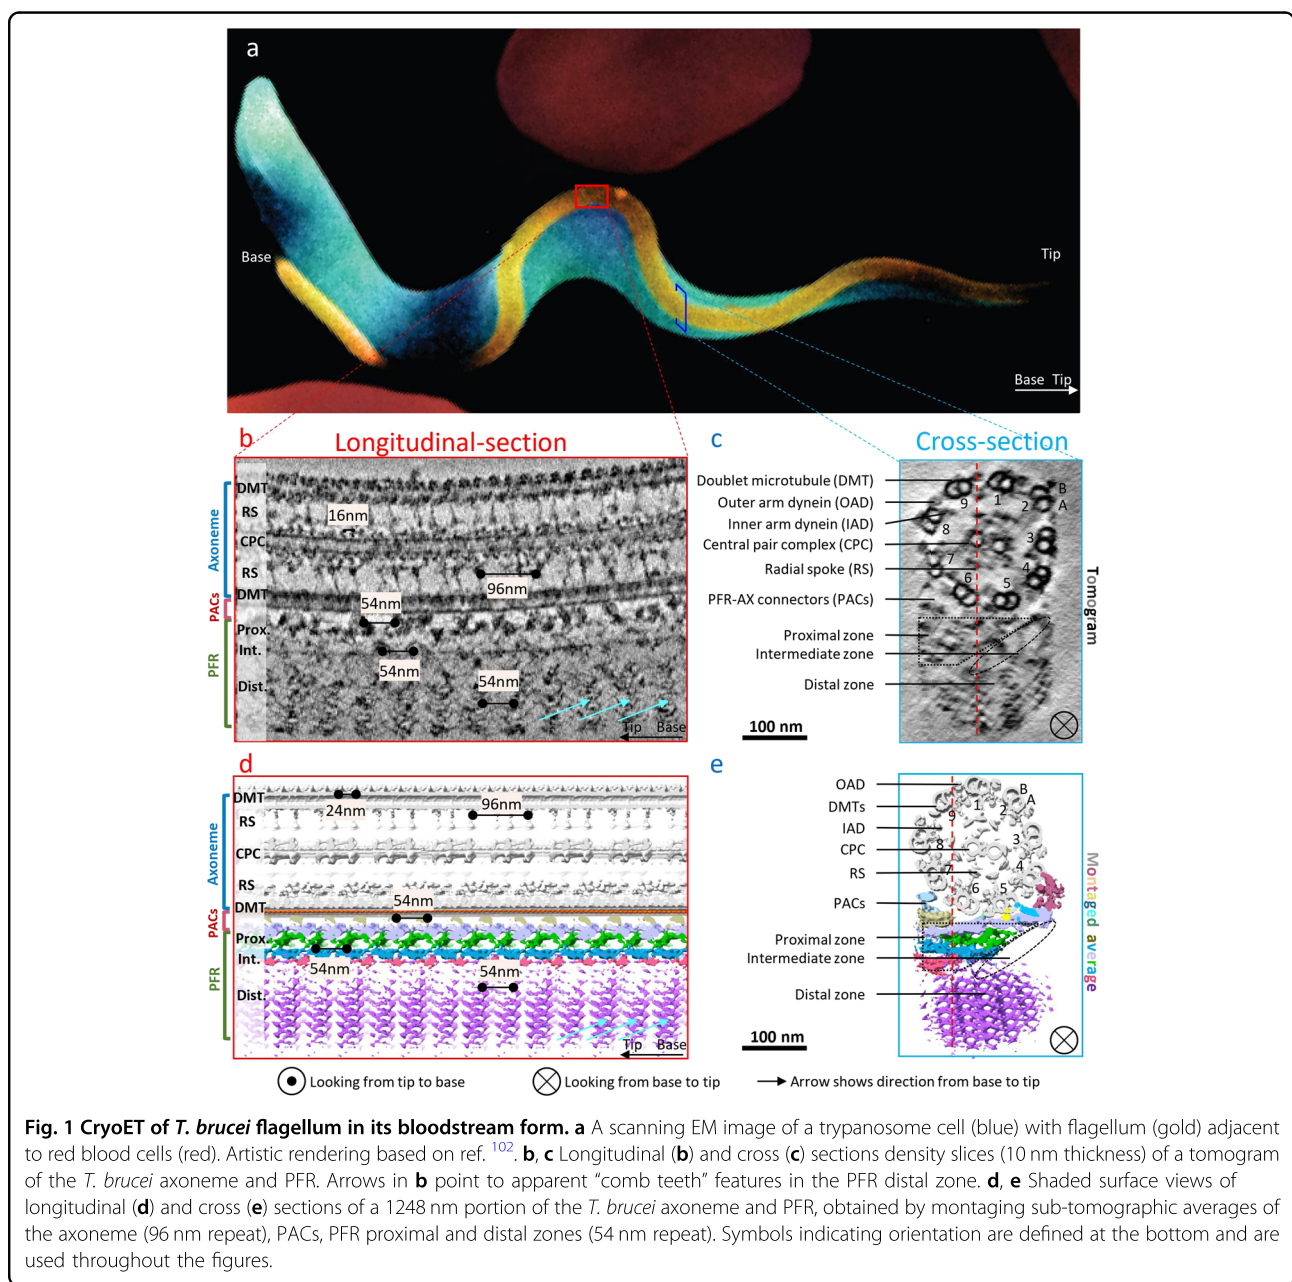 a
Base
Tip
Base Tip
b
Longitudinal-section
c
Cross-section
DMT
RS
16nm
CPC
RS
96nm
DMT
54nm
Prox.
Int.
54nm
Dist.
54nm
Tip Base
Axoneme
PACs
PFR
Doublet microtubule (DMT)
Outer arm dynein (OAD)
Inner arm dynein (IAD)
Central pair complex (CPC)
Radial spoke (RS)
PFR-AX connectors (PACs)
Proximal zone
Intermediate zone
Distal zone
100 nm
9
1
2
B
A
8
3
7
4
6
5
Tomogram
d
e
DMT
24nm
96nm
RS
CPC
RS
54nm
DMT
Prox.
Int.
54nm
54nm
Dist.
Tip Base
Axoneme
PACs
PFR
OAD
DMTs
IAD
CPC
RS
PACs
Proximal zone
Intermediate zone
Distal zone
100 nm
1
2
B
A
9
3
8
4
7
6
5
Montaged average
Looking from tip to base
Looking from base to tip
Arrow shows direction from base to tip
Fig. 1 CryoET of T. brucei flagellum in its bloodstream form. a A scanning EM image of a trypanosome cell (blue) with flagellum (gold) adjacent
to red blood cells (red). Artistic rendering based on ref. 102. b, c Longitudinal (b) and cross (c) sections density slices (10 nm thickness) of a tomogram
of the T. brucei axoneme and PFR. Arrows in b point to apparent “comb teeth” features in the PFR distal zone. d, e Shaded surface views of
longitudinal (d) and cross (e) sections of a 1248 nm portion of the T. brucei axoneme and PFR, obtained by montaging sub-tomographic averages of
the axoneme (96 nm repeat), PACs, PFR proximal and distal zones (54 nm repeat). Symbols indicating orientation are defined at the bottom and are
used throughout the figures.